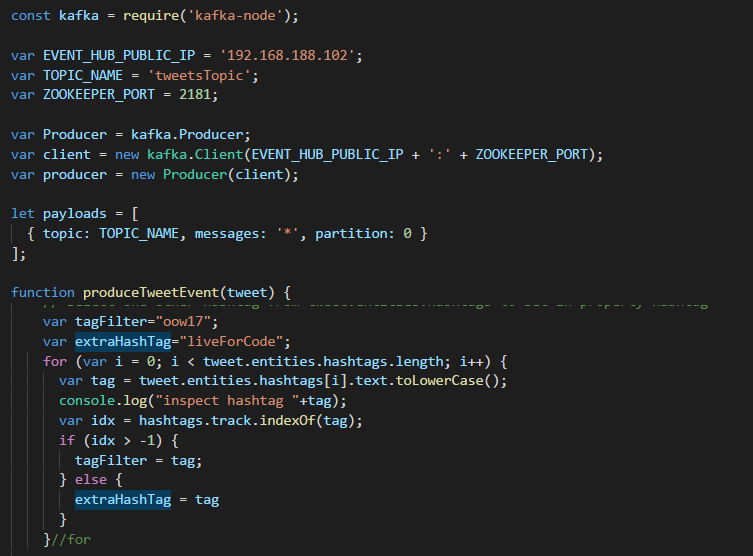 const kafka = require('kafka-node');
var EVENT_HUB_PUBLIC_IP = '192.168.188.102';
var TOPIC_NAME = 'tweetsTopic';
var ZOOKEEPER_PORT = 2181;
var Producer = kafka.Producer;
var client = new kafka.Client(EVENT_HUB_PUBLIC_IP + ':' + ZOOKEEPER_PORT);
var producer = new Producer(client);
let payloads = [
{ topic: TOPIC_NAME, messages: '*', partition: 0 }
];
function produceTweetEvent(tweet) {
var tagFilter="oow17";
var extraHashTag="liveForCode";
for (var i = 0; i < tweet.entities.hashtags.length; i++) {
var tag = tweet.entities.hashtags[i].text.toLowerCase();
console.log("inspect hashtag "+tag);
var idx = hashtags.track.indexOf(tag);
if (idx > -1) {
tagFilter = tag;
} else {
extraHashTag = tag
}
}//for